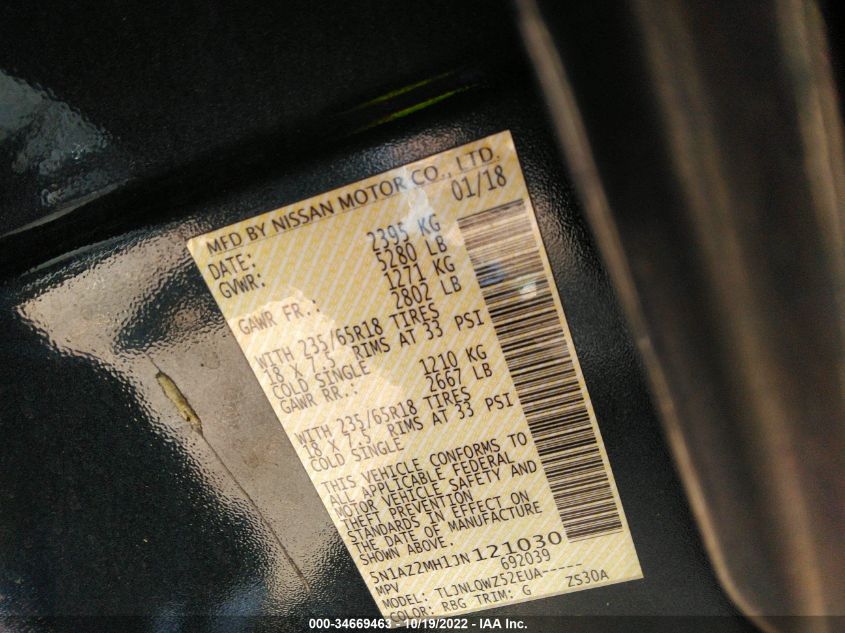 MFD BY NISSAN MOTOR CO., LTD.
DATE: 01/18
GVWR: 2395 KG
5280 LB
GAWR FR.: 1271 KG
2802 LB
WITH 235/65R18 TIRES
18 X 7.5 RIMS AT 33 PSI
COLD SINGLE
GAWR RR.: 1210 KG
2667 LB
WITH 235/65R18 TIRES
18 X 7.5 RIMS AT 33 PSI
COLD SINGLE
THIS VEHICLE CONFORMS TO
ALL APPLICABLE FEDERAL
MOTOR VEHICLE SAFETY AND
THEFT PREVENTION
STANDARDS IN EFFECT ON
THE DATE OF MANUFACTURE
SHOWN ABOVE.
5N1AZ2MH1JN121030
MPV 692039
MODEL: TLJNLQWZ52EUA-----
COLOR: RBG TRIM: G ZS30A
000-34669463 - 10/19/2022 - IAA Inc.